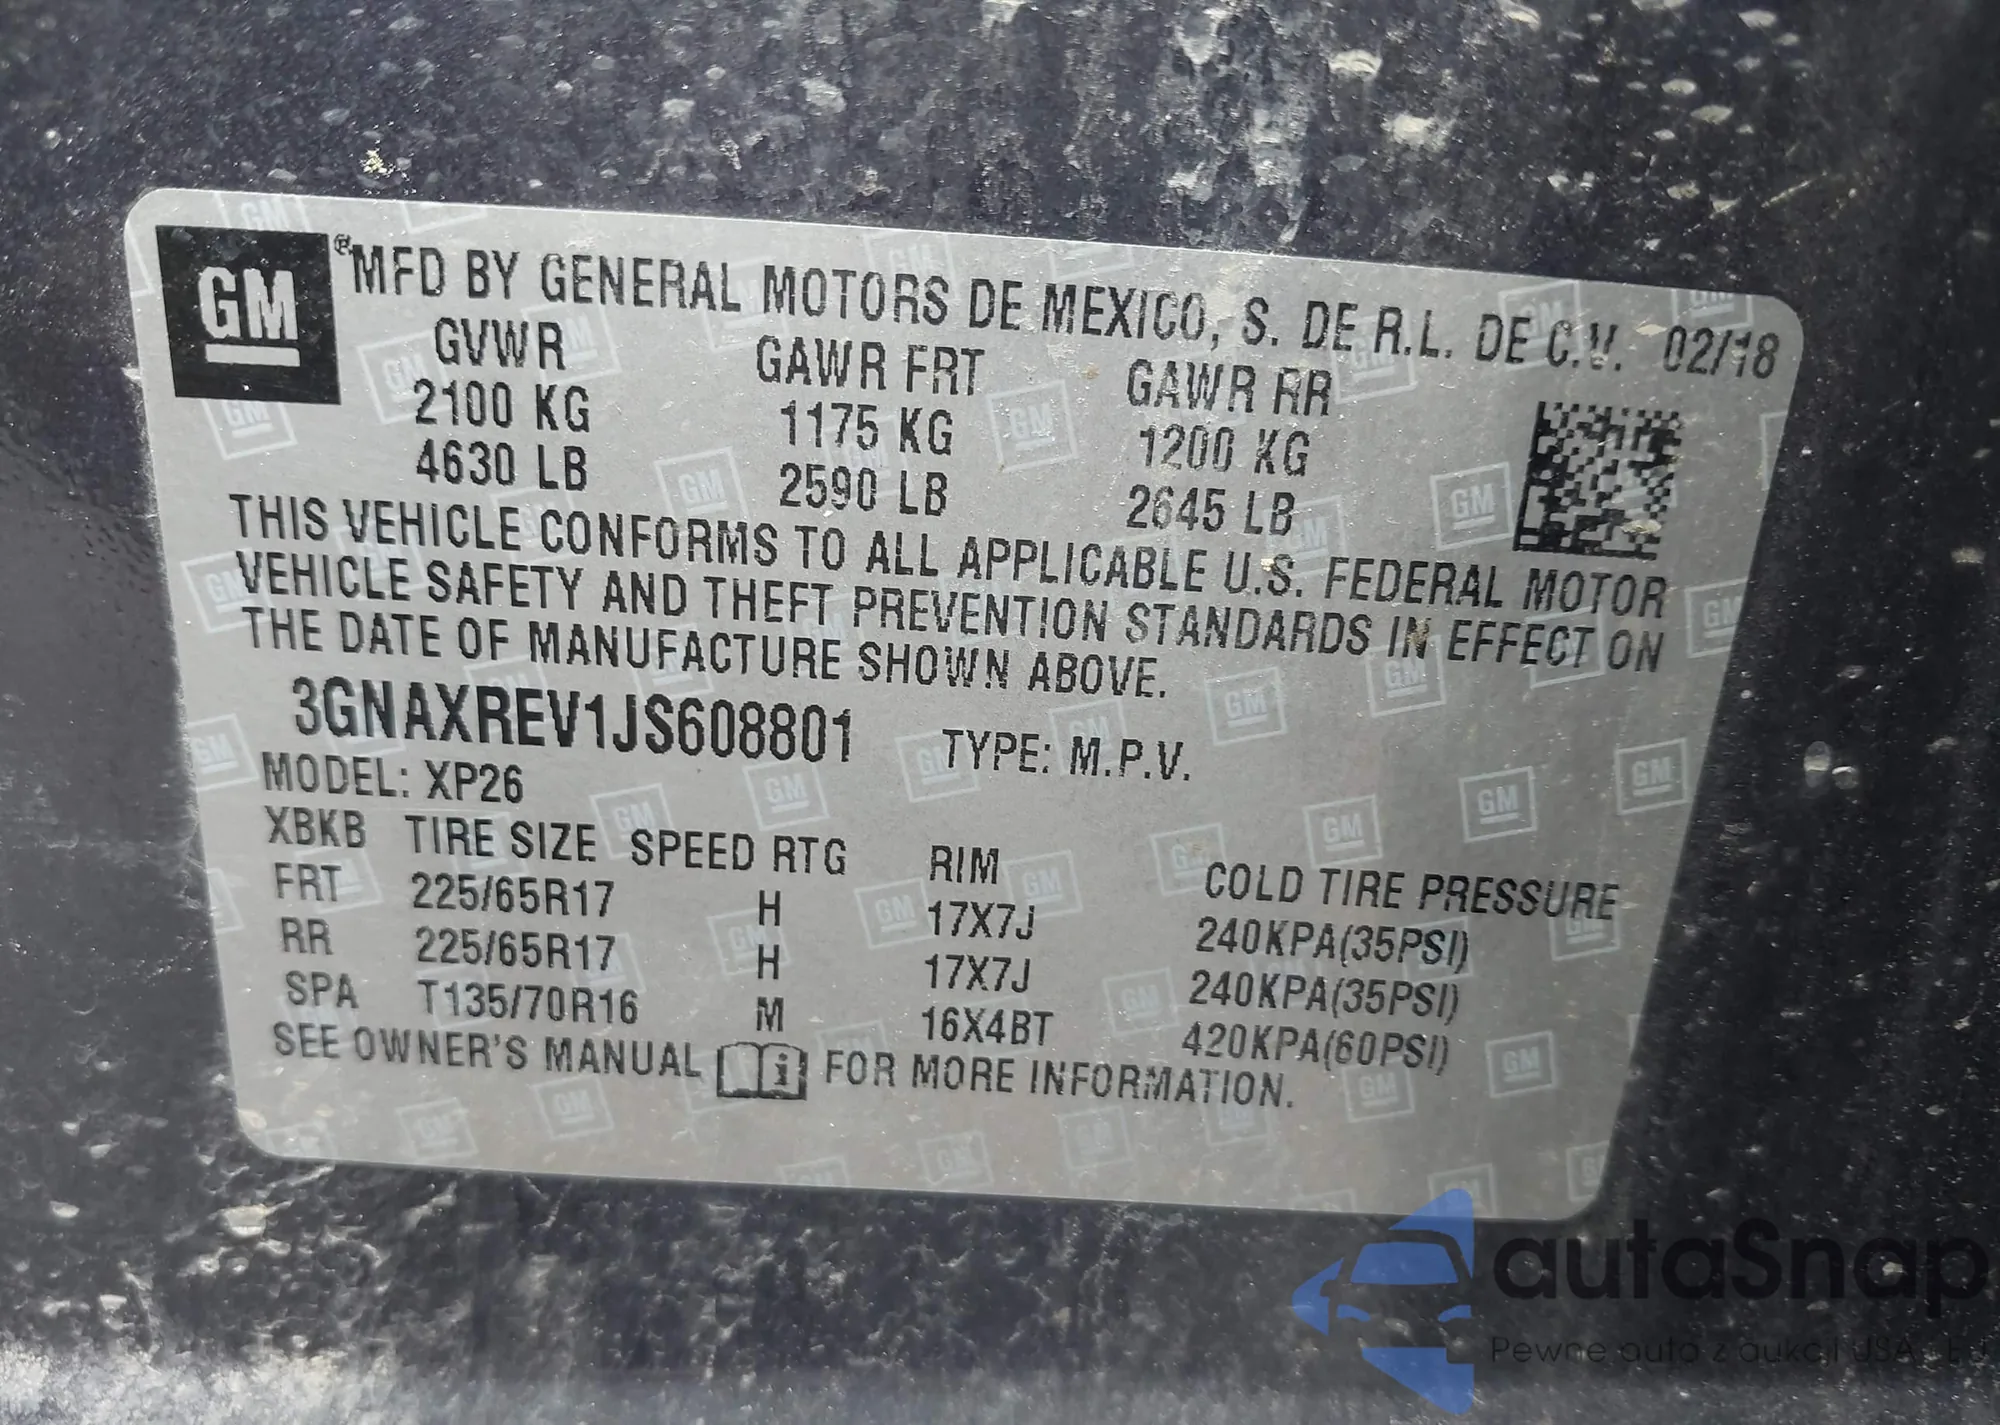 GM ® MFD BY GENERAL MOTORS DE MEXICO, S. DE R.L. DE C.V. 02/18
GVWR GAWR FRT GAWR RR
2100 KG 1175 KG 1200 KG
4630 LB 2590 LB 2645 LB
THIS VEHICLE CONFORMS TO ALL APPLICABLE U.S. FEDERAL MOTOR
VEHICLE SAFETY AND THEFT PREVENTION STANDARDS IN EFFECT ON
THE DATE OF MANUFACTURE SHOWN ABOVE.
3GNAXREV1JS608801 TYPE: M.P.V.
MODEL: XP26
XBKB TIRE SIZE SPEED RTG RIM COLD TIRE PRESSURE
FRT 225/65R17 H 17X7J 240KPA(35PSI)
RR 225/65R17 H 17X7J 240KPA(35PSI)
SPA T135/70R16 M 16X4BT 420KPA(60PSI)
SEE OWNER'S MANUAL i FOR MORE INFORMATION.
autaSnap
Pewne auta z aukcji USA